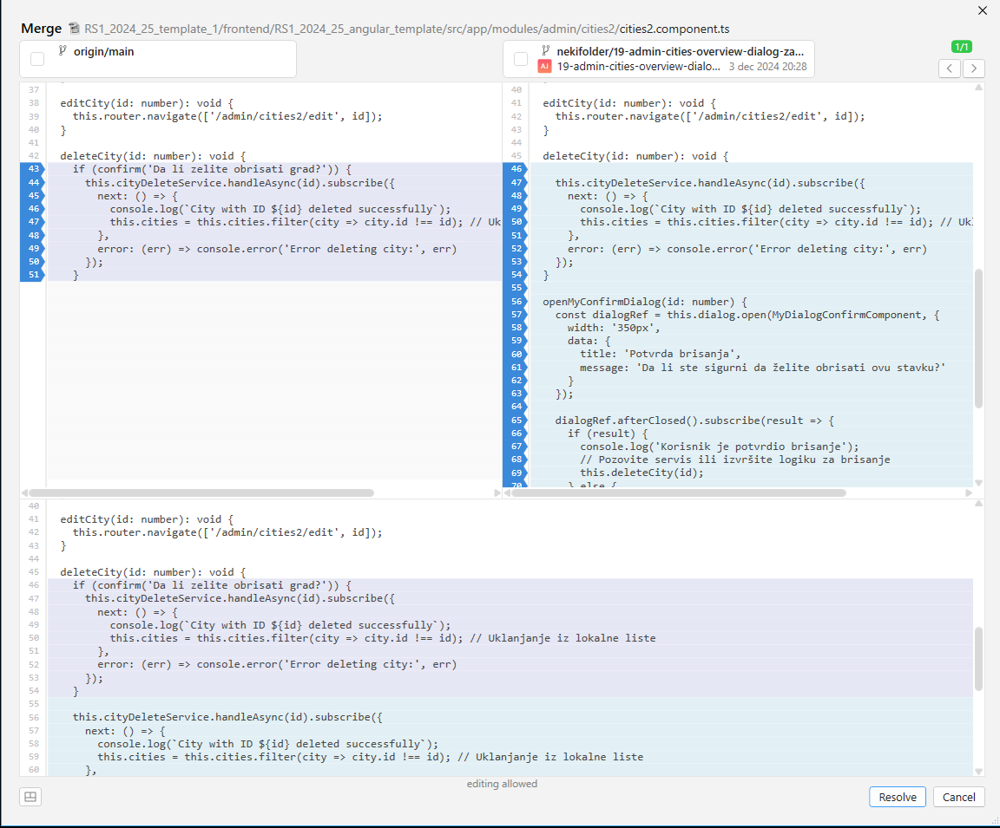 Merge RS1_2024_25_template_1/frontend/RS1_2024_25_angular_template/src/app/modules/admin/cities2/cities2.component.ts
origin/main
nekifolder/19-admin-cities-overview-dialog-za...
AJ 19-admin-cities-overview-dialo... 3 dec 2024 20:28
1/1
37
38 editCity(id: number): void {
39 this.router.navigate(['/admin/cities2/edit', id]);
40 }
41
42 deleteCity(id: number): void {
43 if (confirm('Da li zelite obrisati grad?')) {
44 this.cityDeleteService.handleAsync(id).subscribe({
45 next: () => {
46 console.log(`City with ID ${id} deleted successfully`);
47 this.cities = this.cities.filter(city => city.id !== id); // Uk
48 },
49 error: (err) => console.error('Error deleting city:', err)
50 });
51 }
40
41 editCity(id: number): void {
42 this.router.navigate(['/admin/cities2/edit', id]);
43 }
44
45 deleteCity(id: number): void {
46
47 this.cityDeleteService.handleAsync(id).subscribe({
48 next: () => {
49 console.log(`City with ID ${id} deleted successfully`);
50 this.cities = this.cities.filter(city => city.id !== id); // Ukl
51 },
52 error: (err) => console.error('Error deleting city:', err)
53 });
54 }
55
56 openMyConfirmDialog(id: number) {
57 const dialogRef = this.dialog.open(MyDialogConfirmComponent, {
58 width: '350px',
59 data: {
60 title: 'Potvrda brisanja',
61 message: 'Da li ste sigurni da želite obrisati ovu stavku?'
62 }
63 });
64
65 dialogRef.afterClosed().subscribe(result => {
66 if (result) {
67 console.log('Korisnik je potvrdio brisanje');
68 // Pozovite servis ili izvršite logiku za brisanje
69 this.deleteCity(id);
70 } else {
40
41 editCity(id: number): void {
42 this.router.navigate(['/admin/cities2/edit', id]);
43 }
44
45 deleteCity(id: number): void {
46 if (confirm('Da li zelite obrisati grad?')) {
47 this.cityDeleteService.handleAsync(id).subscribe({
48 next: () => {
49 console.log(`City with ID ${id} deleted successfully`);
50 this.cities = this.cities.filter(city => city.id !== id); // Uklanjanje iz lokalne liste
51 },
52 error: (err) => console.error('Error deleting city:', err)
53 });
54 }
55
56 this.cityDeleteService.handleAsync(id).subscribe({
57 next: () => {
58 console.log(`City with ID ${id} deleted successfully`);
59 this.cities = this.cities.filter(city => city.id !== id); // Uklanjanje iz lokalne liste
60 },
editing allowed
Resolve
Cancel